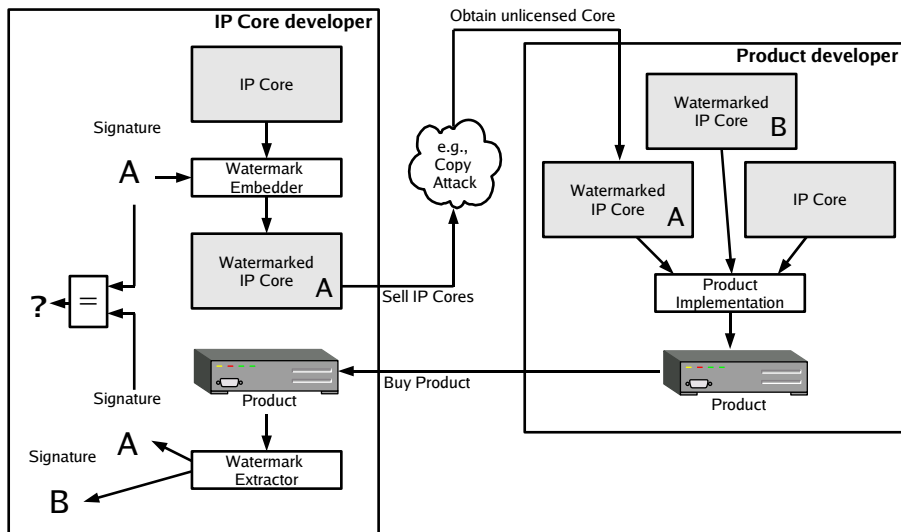 IP Core developer
IP Core
Signature
A
Watermark
Embedder
Watermarked
IP Core
A
=
?
Sell IP Cores
e.g.,
Copy
Attack
Obtain unlicensed Core
Product developer
Watermarked
IP Core
B
Watermarked
IP Core
A
IP Core
Product
Implementation
Product
Buy Product
Product
Signature
A
Watermark
Extractor
Signature
B